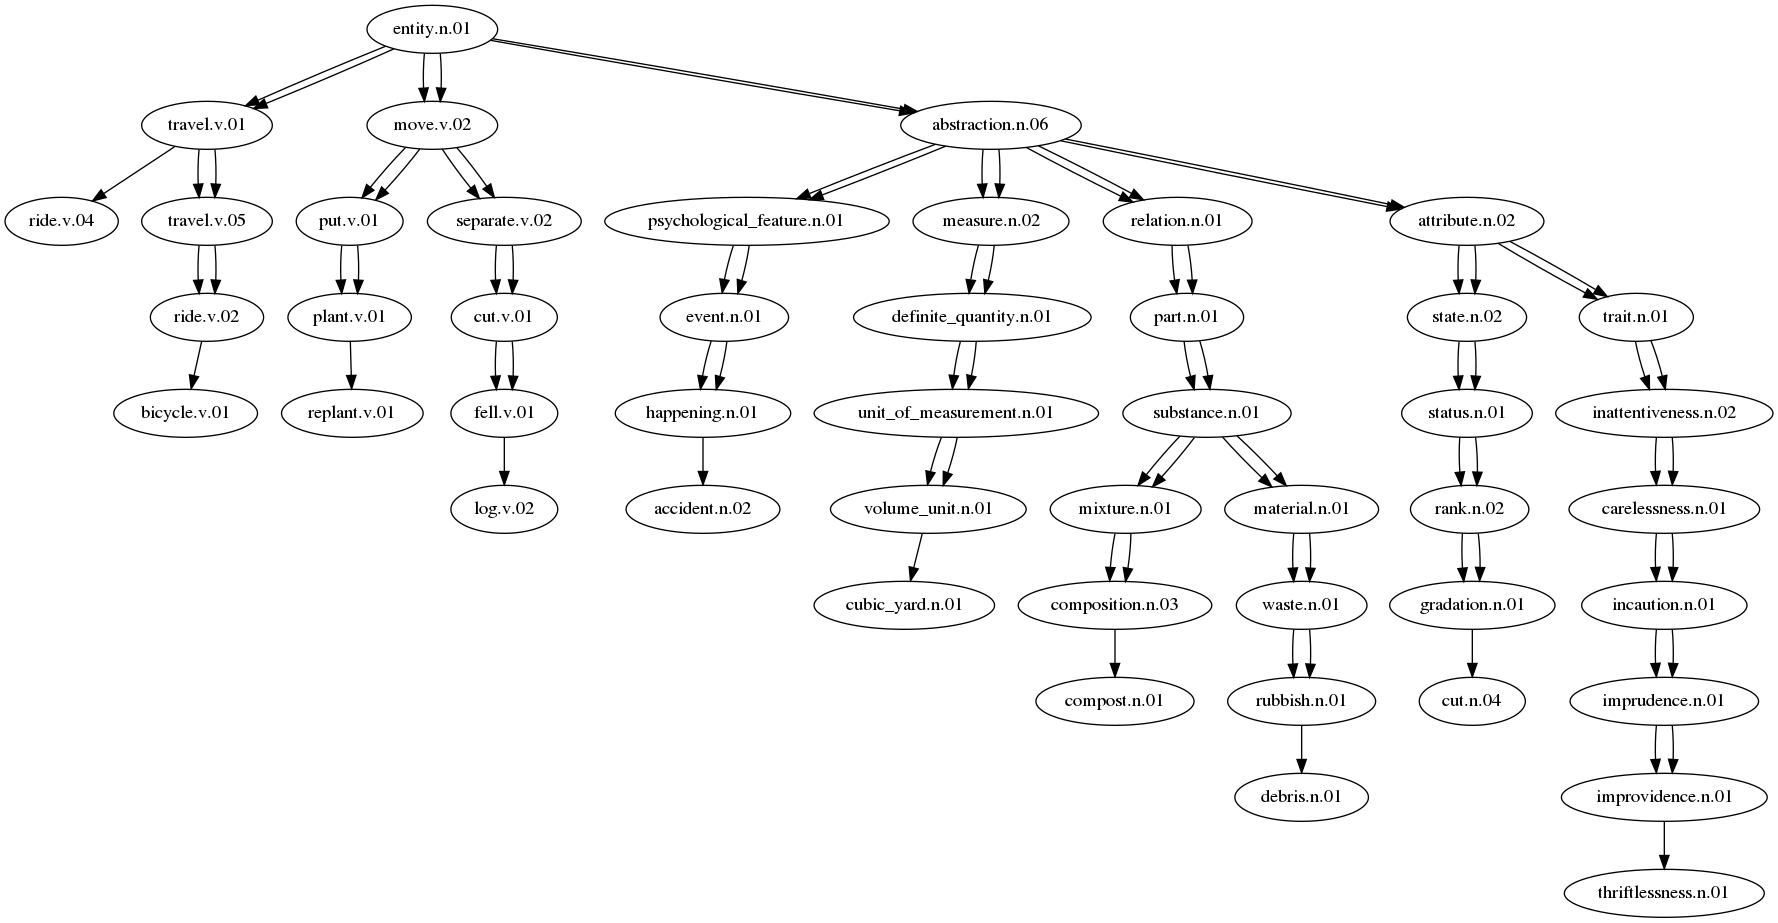 entity.n.01
travel.v.01
move.v.02
abstraction.n.06
ride.v.04
travel.v.05
put.v.01
separate.v.02
psychological_feature.n.01
measure.n.02
relation.n.01
attribute.n.02
ride.v.02
plant.v.01
cut.v.01
event.n.01
definite_quantity.n.01
part.n.01
state.n.02
trait.n.01
bicycle.v.01
replant.v.01
fell.v.01
happening.n.01
unit_of_measurement.n.01
substance.n.01
status.n.01
inattentiveness.n.02
log.v.02
accident.n.02
volume_unit.n.01
mixture.n.01
material.n.01
rank.n.02
carelessness.n.01
cubic_yard.n.01
composition.n.03
waste.n.01
gradation.n.01
incaution.n.01
compost.n.01
rubbish.n.01
cut.n.04
imprudence.n.01
debris.n.01
improvidence.n.01
thriftlessness.n.01